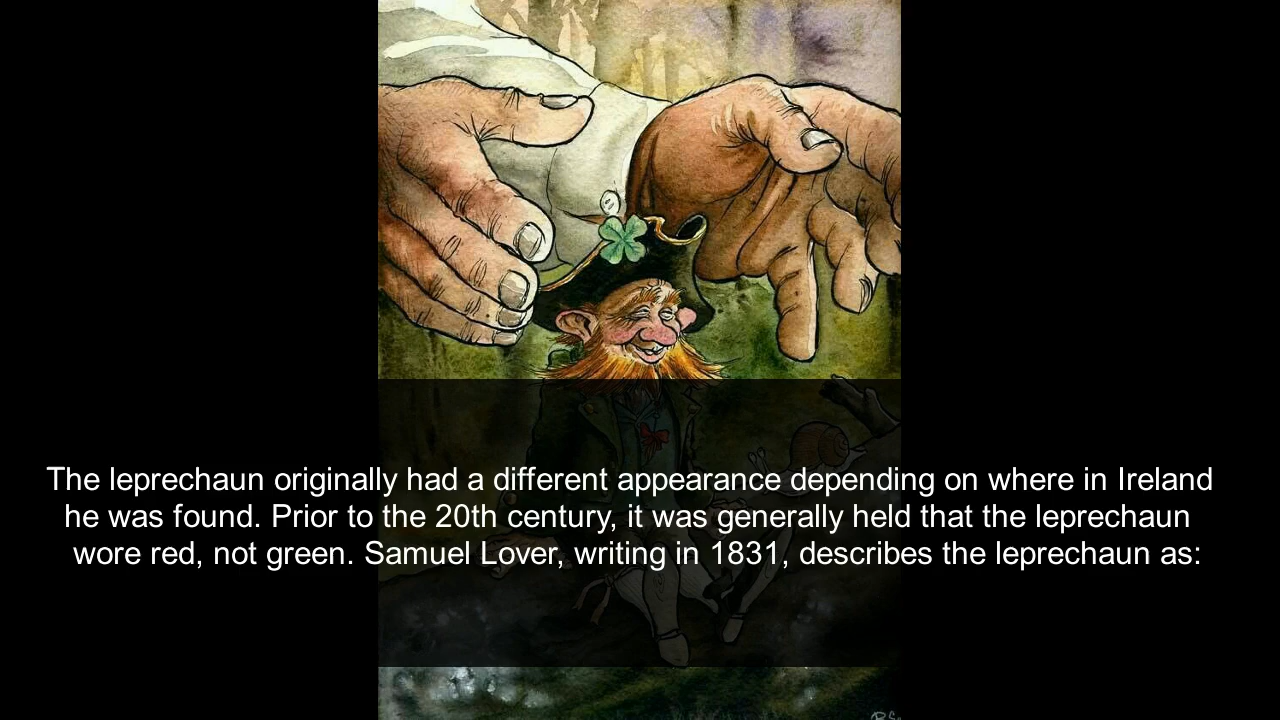 The leprechaun originally had a different appearance depending on where in Ireland
he was found. Prior to the 20th century, it was generally held that the leprechaun
wore red, not green. Samuel Lover, writing in 1831, describes the leprechaun as: